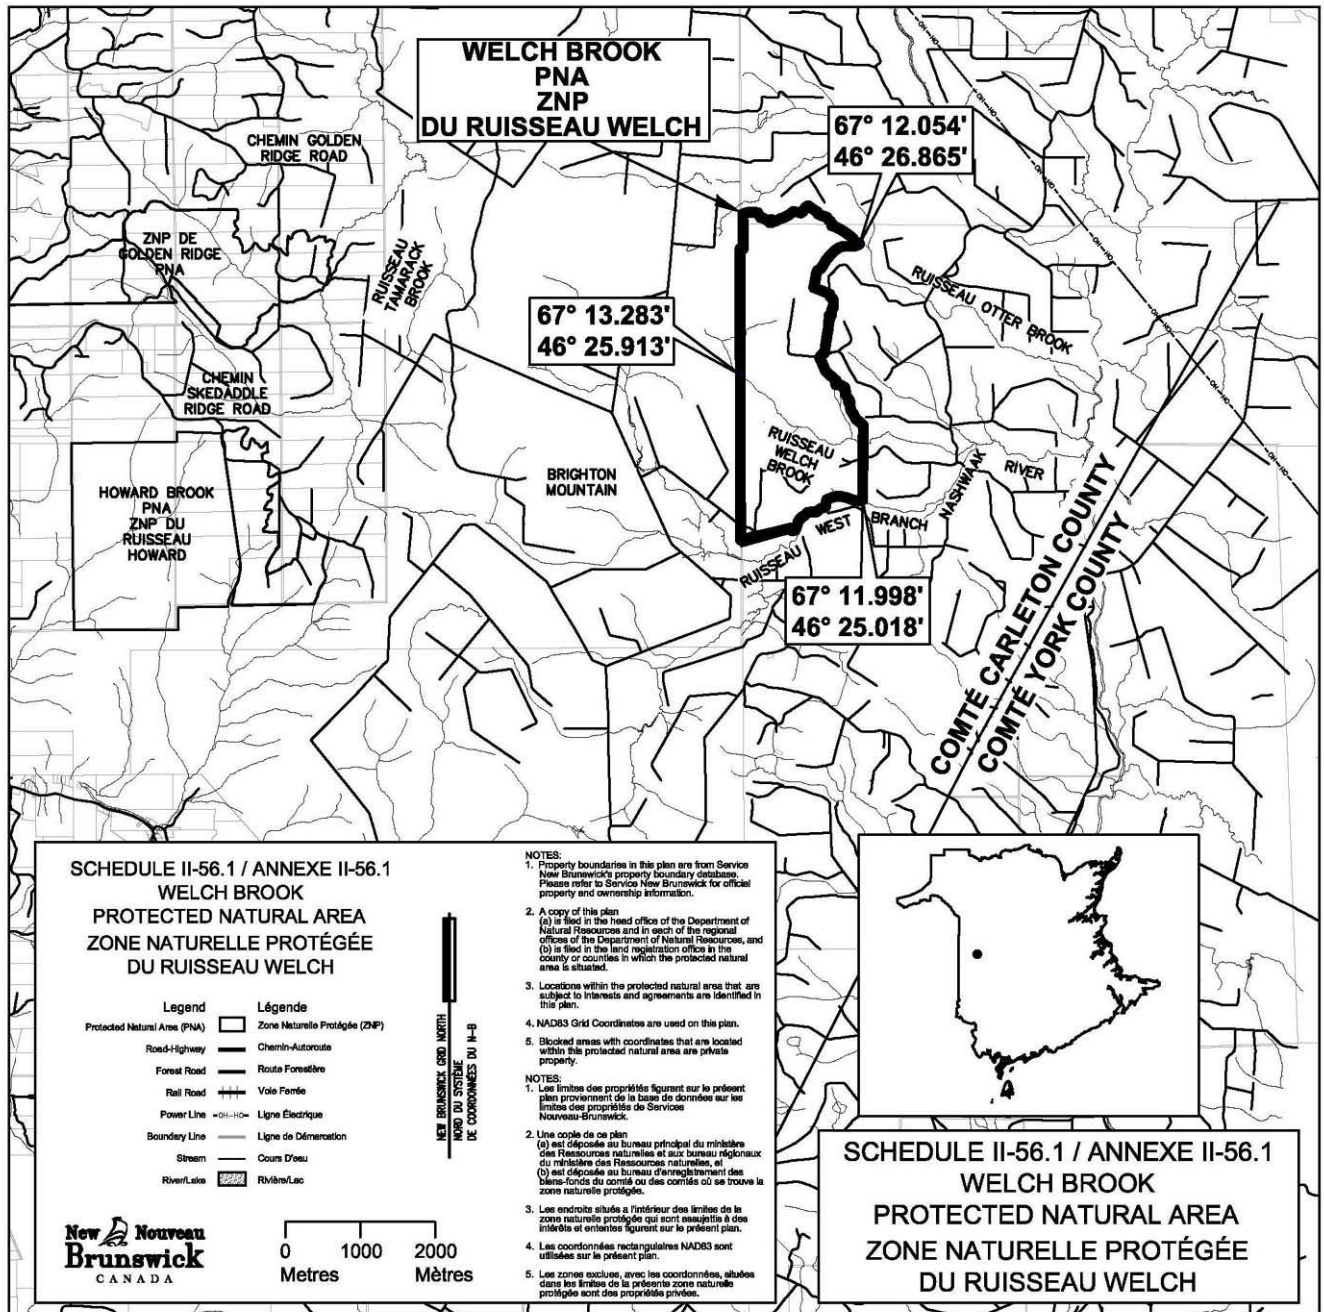 WELCH BROOK
PNA
ZNP
DU RUISSEAU WELCH
67° 12.054'
46° 26.865'
CHEMIN GOLDEN
RIDGE ROAD
ZNP DE
GOLDEN RIDGE
PNA
RUISSEAU
TAMARACK
BROOK
RUISSEAU OTTER BROOK
67° 13.283'
46° 25.913'
CHEMIN
SKEDADDLE
RIDGE ROAD
RUISSEAU
WELCH
BROOK
BRIGHTON
MOUNTAIN
HOWARD BROOK
PNA
ZNP DU
RUISSEAU
HOWARD
RUISSEAU WEST BRANCH NASHWAAK RIVER
67° 11.998'
46° 25.018'
COMTÉ CARLETON COUNTY
COMTÉ YORK COUNTY
SCHEDULE II-56.1 / ANNEXE II-56.1
WELCH BROOK
PROTECTED NATURAL AREA
ZONE NATURELLE PROTÉGÉE
DU RUISSEAU WELCH
Legend Légende
Protected Natural Area (PNA) Zone Naturelle Protégée (ZNP)
Road-Highway Chemin-Autoroute
Forest Road Route Forestière
Rail Road Voie Ferrée
Power Line -OH-HO- Ligne Électrique
Boundary Line Ligne de Démarcation
Stream Cours D'eau
River/Lake Rivière/Lac
NEW BRUNSWICK GRID NORTH
NORD DU SYSTÈME
DE COORDONNÉES DU N-B
New Nouveau
Brunswick
CANADA
0 1000 2000
Metres Mètres
NOTES:
1. Property boundaries in this plan are from Service
New Brunswick's property boundary database.
Please refer to Service New Brunswick for official
property and ownership information.
2. A copy of this plan
(a) is filed in the head office of the Department of
Natural Resources and in each of the regional
offices of the Department of Natural Resources, and
(b) is filed in the land registration office in the
county or counties in which the protected natural
area is situated.
3. Locations within the protected natural area that are
subject to interests and agreements are identified in
this plan.
4. NAD83 Grid Coordinates are used on this plan.
5. Blocked areas with coordinates that are located
within this protected natural area are private
property.
NOTES:
1. Les limites des propriétés figurant sur le présent
plan proviennent de la base de données sur les
limites des propriétés de Services
Nouveau-Brunswick.
2. Une copie de ce plan
(a) est déposée au bureau principal du ministère
des Ressources naturelles et aux bureau régionaux
du ministère des Ressources naturelles, et
(b) est déposée au bureau d'enregistrement des
biens-fonds du comté ou des comtés où se trouve la
zone naturelle protégée.
3. Les endroits situés a l'intérieur des limites de la
zone naturelle protégée qui sont assujettis à des
intérêts et ententes figurent sur le présent plan.
4. Les coordonnées rectangulaires NAD83 sont
utilisées sur le présent plan.
5. Les zones exclues, avec les coordonnées, situées
dans les limites de la présente zone naturelle
protégée sont des propriétés privées.
SCHEDULE II-56.1 / ANNEXE II-56.1
WELCH BROOK
PROTECTED NATURAL AREA
ZONE NATURELLE PROTÉGÉE
DU RUISSEAU WELCH